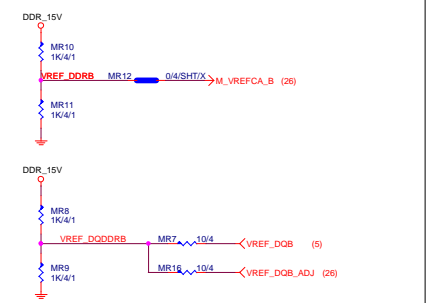 DDR_15V
MR10
1K/4/1
VREF_DDRB MR12 0/4/SHT/X M_VREFCA_B (26)
MR11
1K/4/1
DDR_15V
MR8
1K/4/1
VREF_DQDDRB MR7 10/4 VREF_DQB (5)
MR9 MR16 10/4 VREF_DQB_ADJ (26)
1K/4/1